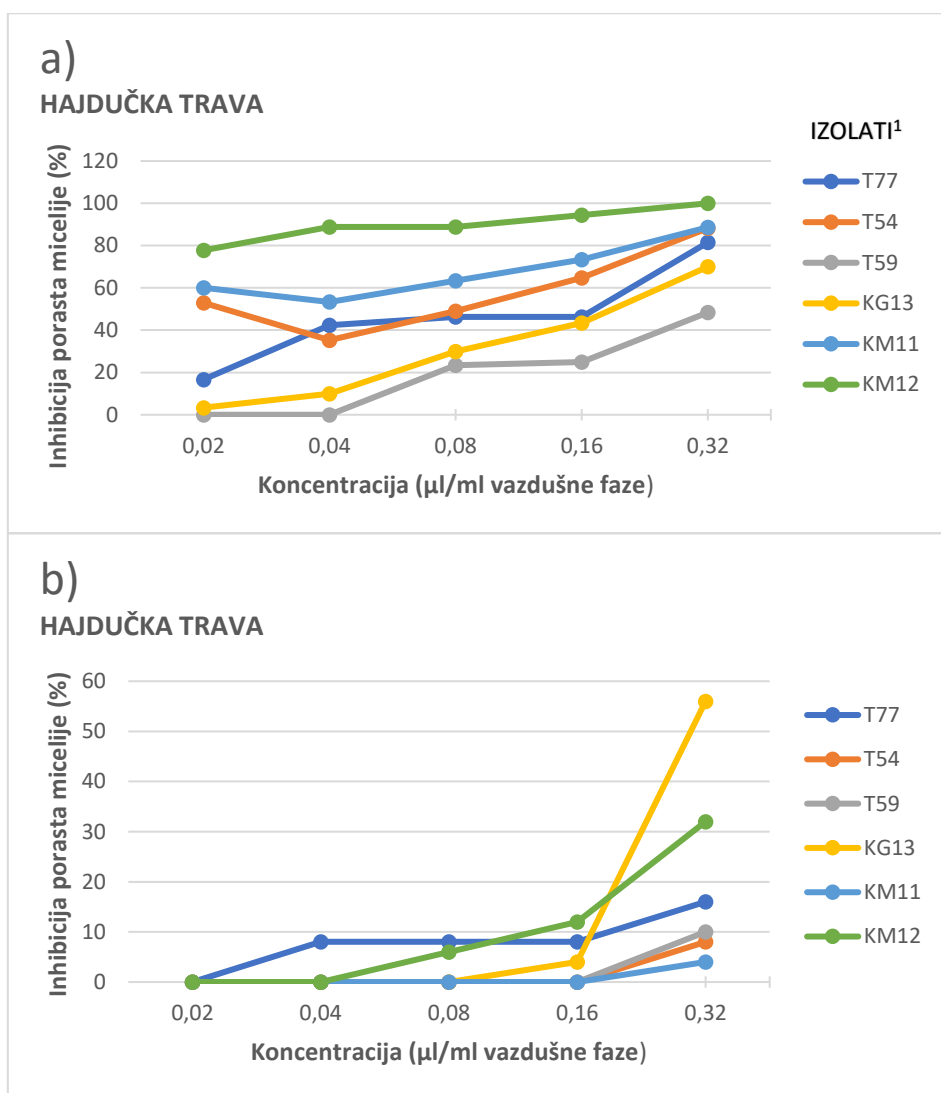 a)
HAJDUČKA TRAVA
IZOLATI¹
Inhibicija porasta micelije (%)
120
100
80
60
40
20
0
0,02 0,04 0,08 0,16 0,32
Koncentracija (µl/ml vazdušne faze)
T77
T54
T59
KG13
KM11
KM12
b)
HAJDUČKA TRAVA
Inhibicija porasta micelije (%)
60
50
40
30
20
10
0
0,02 0,04 0,08 0,16 0,32
Koncentracija (µl/ml vazdušne faze)
T77
T54
T59
KG13
KM11
KM12